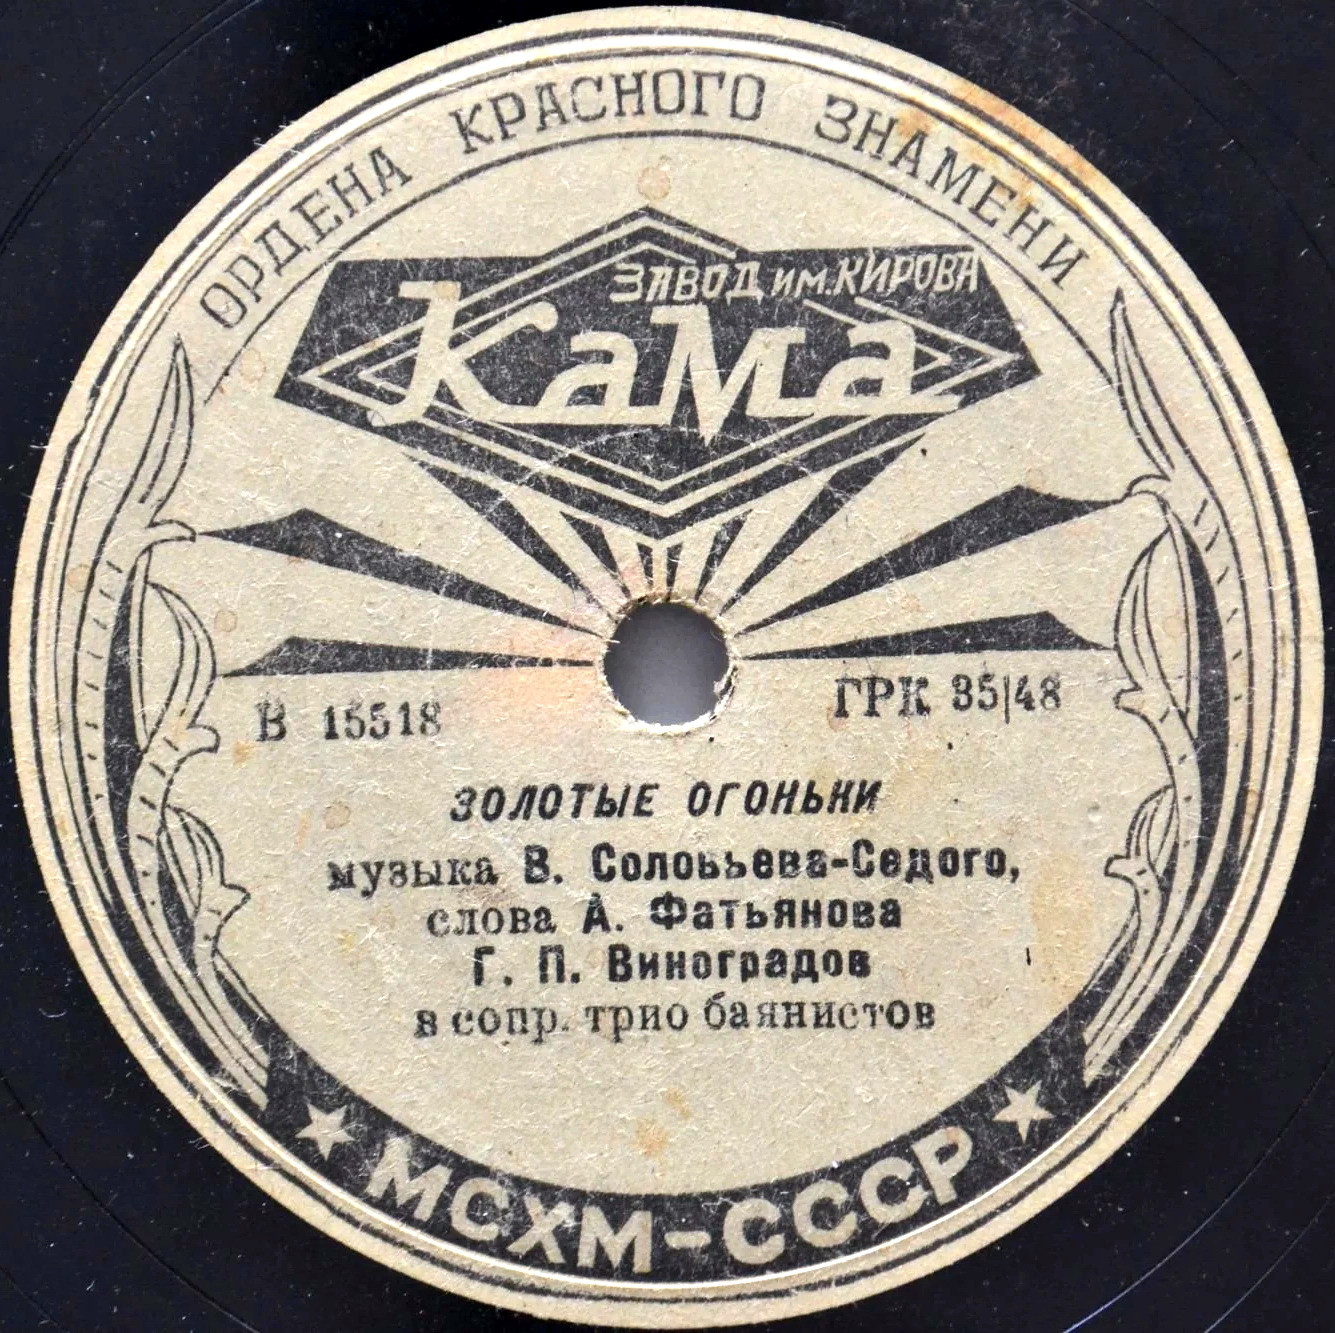 ОРДЕНА КРАСНОГО ЗНАМЕНИ
ЗАВОД им. КИРОВА
КаМа
В 15518
ГРК 35/48
ЗОЛОТЫЕ ОГОНЬКИ
музыка В. Соловьева-Седого,
слова А. Фатьянова
Г. П. Виноградов
в сопр. трио баянистов
МСХМ-СССР